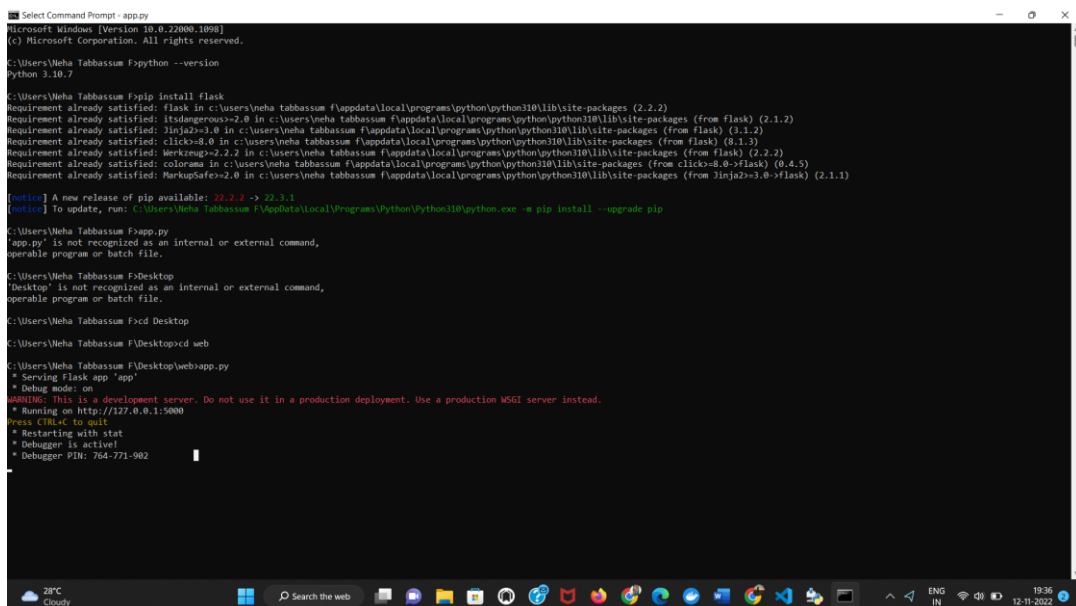 Select Command Prompt - app.py
Microsoft Windows [Version 10.0.22000.1098]
(c) Microsoft Corporation. All rights reserved.
C:\Users\Neha Tabbassum F>python --version
Python 3.10.7
C:\Users\Neha Tabbassum F>pip install flask
Requirement already satisfied: flask in c:\users\neha tabbassum f\appdata\local\programs\python\python310\lib\site-packages (2.2.2)
Requirement already satisfied: itsdangerous>=2.0 in c:\users\neha tabbassum f\appdata\local\programs\python\python310\lib\site-packages (from flask) (2.1.2)
Requirement already satisfied: Jinja2>=3.0 in c:\users\neha tabbassum f\appdata\local\programs\python\python310\lib\site-packages (from flask) (3.1.2)
Requirement already satisfied: click>=8.0 in c:\users\neha tabbassum f\appdata\local\programs\python\python310\lib\site-packages (from flask) (8.1.3)
Requirement already satisfied: Werkzeug>=2.2.2 in c:\users\neha tabbassum f\appdata\local\programs\python\python310\lib\site-packages (from flask) (2.2.2)
Requirement already satisfied: colorama in c:\users\neha tabbassum f\appdata\local\programs\python\python310\lib\site-packages (from click>=8.0->flask) (0.4.5)
Requirement already satisfied: MarkupSafe>=2.0 in c:\users\neha tabbassum f\appdata\local\programs\python\python310\lib\site-packages (from Jinja2>=3.0->flask) (2.1.1)
[notice] A new release of pip available: 22.2.2 -> 22.3.1
[notice] To update, run: C:\Users\Neha Tabbassum F\AppData\Local\Programs\Python\Python310\python.exe -m pip install --upgrade pip
C:\Users\Neha Tabbassum F>app.py
'app.py' is not recognized as an internal or external command,
operable program or batch file.
C:\Users\Neha Tabbassum F>Desktop
'Desktop' is not recognized as an internal or external command,
operable program or batch file.
C:\Users\Neha Tabbassum F>cd Desktop
C:\Users\Neha Tabbassum F\Desktop>cd web
C:\Users\Neha Tabbassum F\Desktop\web>app.py
* Serving Flask app 'app'
* Debug mode: on
WARNING: This is a development server. Do not use it in a production deployment. Use a production WSGI server instead.
* Running on http://127.0.0.1:5000
Press CTRL+C to quit
* Restarting with stat
* Debugger is active!
* Debugger PIN: 764-771-902
28°C
Cloudy
Search the web
ENG
IN
19:36
12-11-2022